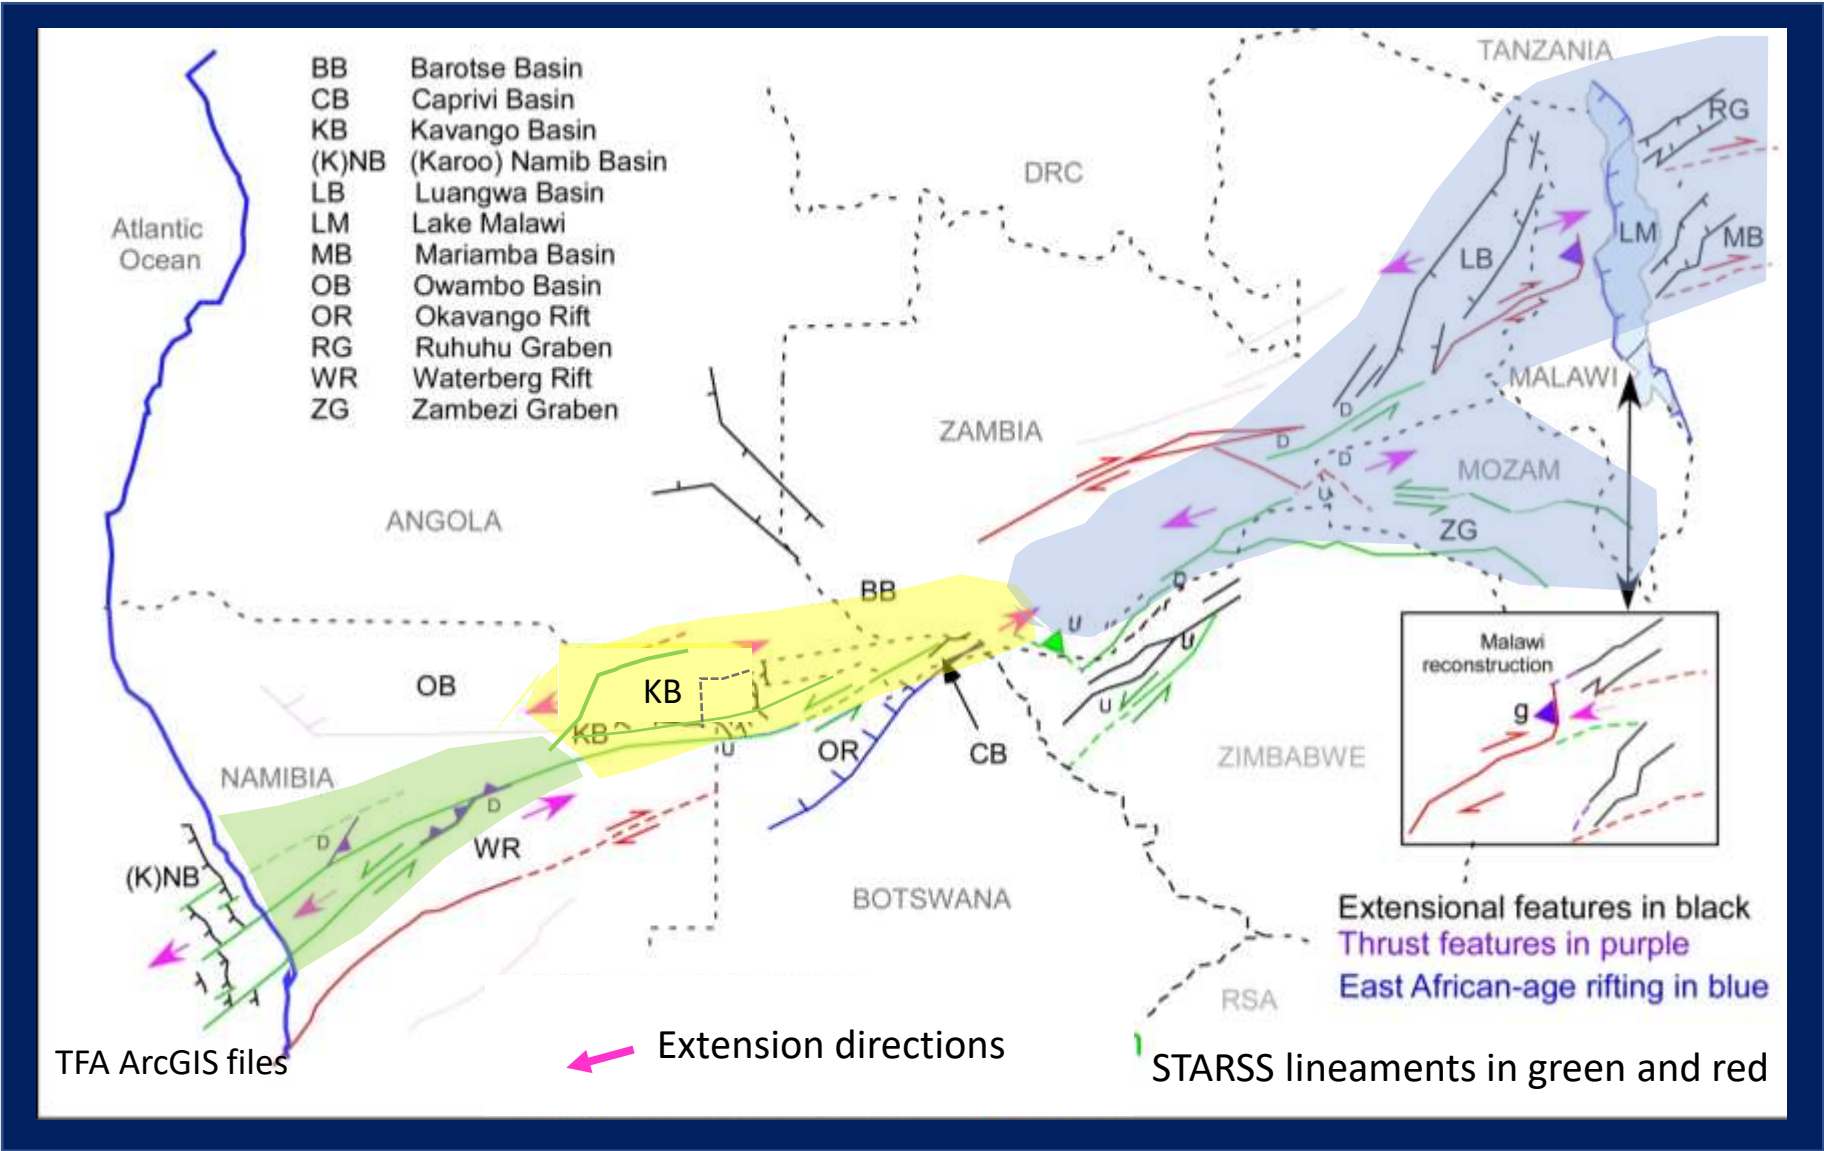 BB Barotse Basin
CB Caprivi Basin
KB Kavango Basin
(K)NB (Karoo) Namib Basin
LB Luangwa Basin
LM Lake Malawi
MB Mariamba Basin
OB Owambo Basin
OR Okavango Rift
RG Ruhuhu Graben
WR Waterberg Rift
ZG Zambezi Graben
Atlantic
Ocean
TANZANIA
RG
DRC
LM
MB
LB
MALAWI
D
ZAMBIA
D
D
MOZAM
U
ANGOLA
ZG
D
BB
U
U
OB
KB
KB
U
OR
CB
U
ZIMBABWE
NAMIBIA
D
D
WR
(K)NB
BOTSWANA
RSA
Malawi
reconstruction
g
Extensional features in black
Thrust features in purple
East African-age rifting in blue
TFA ArcGIS files
Extension directions
STARSS lineaments in green and red